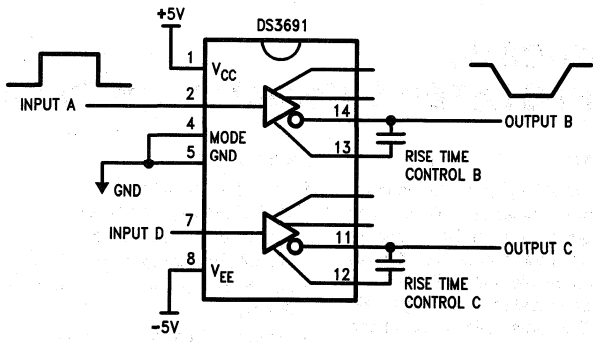 +5V
DS3691
1
VCC
2
INPUT A
14
OUTPUT B
4
MODE
13
5
GND
RISE TIME
CONTROL B
GND
INPUT D
7
11
OUTPUT C
8
VEE
12
RISE TIME
CONTROL C
-5V